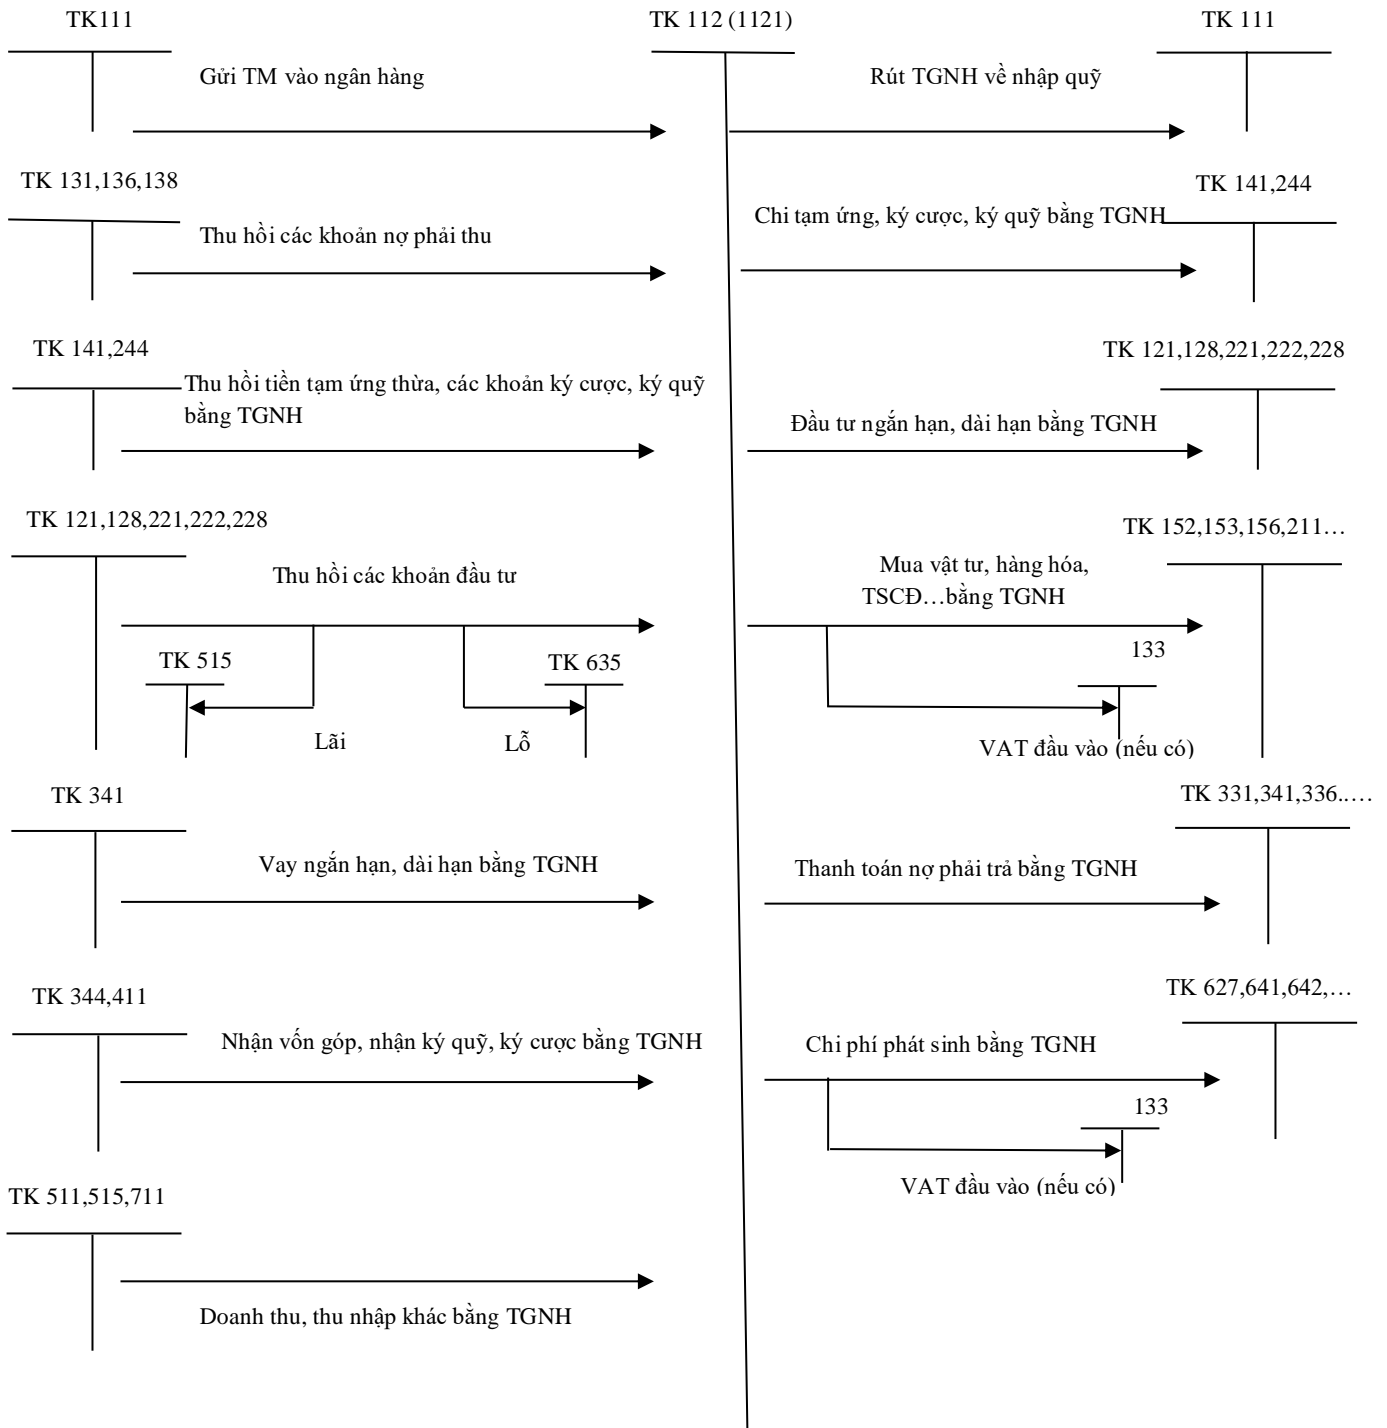 TK111
TK 112 (1121)
TK 111
Gửi TM vào ngân hàng
Rút TGNH về nhập quỹ
TK 131,136,138
TK 141,244
Thu hồi các khoản nợ phải thu
Chi tạm ứng, ký cược, ký quỹ bằng TGNH
TK 141,244
TK 121,128,221,222,228
Thu hồi tiền tạm ứng thừa, các khoản ký cược, ký quỹ
bằng TGNH
Đầu tư ngắn hạn, dài hạn bằng TGNH
TK 121,128,221,222,228
TK 152,153,156,211…
Thu hồi các khoản đầu tư
Mua vật tư, hàng hóa,
TSCĐ…bằng TGNH
TK 515
TK 635
133
Lãi
Lỗ
VAT đầu vào (nếu có)
TK 341
TK 331,341,336..…
Vay ngắn hạn, dài hạn bằng TGNH
Thanh toán nợ phải trả bằng TGNH
TK 344,411
TK 627,641,642,…
Nhận vốn góp, nhận ký quỹ, ký cược bằng TGNH
Chi phí phát sinh bằng TGNH
133
VAT đầu vào (nếu có)
TK 511,515,711
Doanh thu, thu nhập khác bằng TGNH